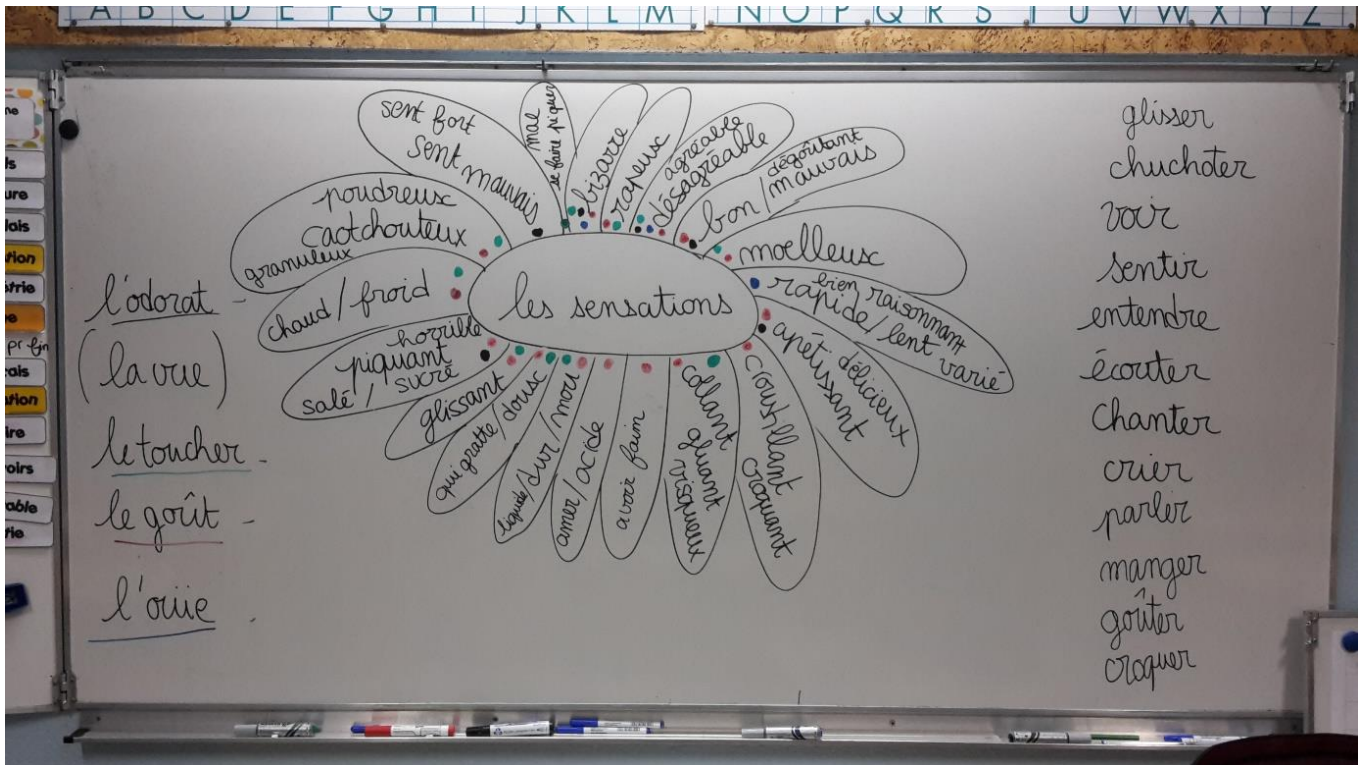 A B C D E F G H I J K L M N O P Q R S T U V W X Y Z
l'odorat -
(la vue)
le toucher -
le goût -
l'ouïe -
les sensations
sent fort
sent mauvais
mal
se faire piquer
bizarre
rapeux
agréable
désagréable
dégoûtant
bon / mauvais
moelleux
bien raisonnant
rapide / lent varié
apétissant délicieux
croustillant
croquant
collant
gluant
visqueux
avoir faim
amer / acide
liquide / dur / mou
qui gratte / doux
glissant
horrible
piquant
salé / sucré
chaud / froid
poudreux
caotchouteux
granuleux
glisser
chuchoter
voir
sentir
entendre
écouter
chanter
crier
parler
manger
goûter
croquer